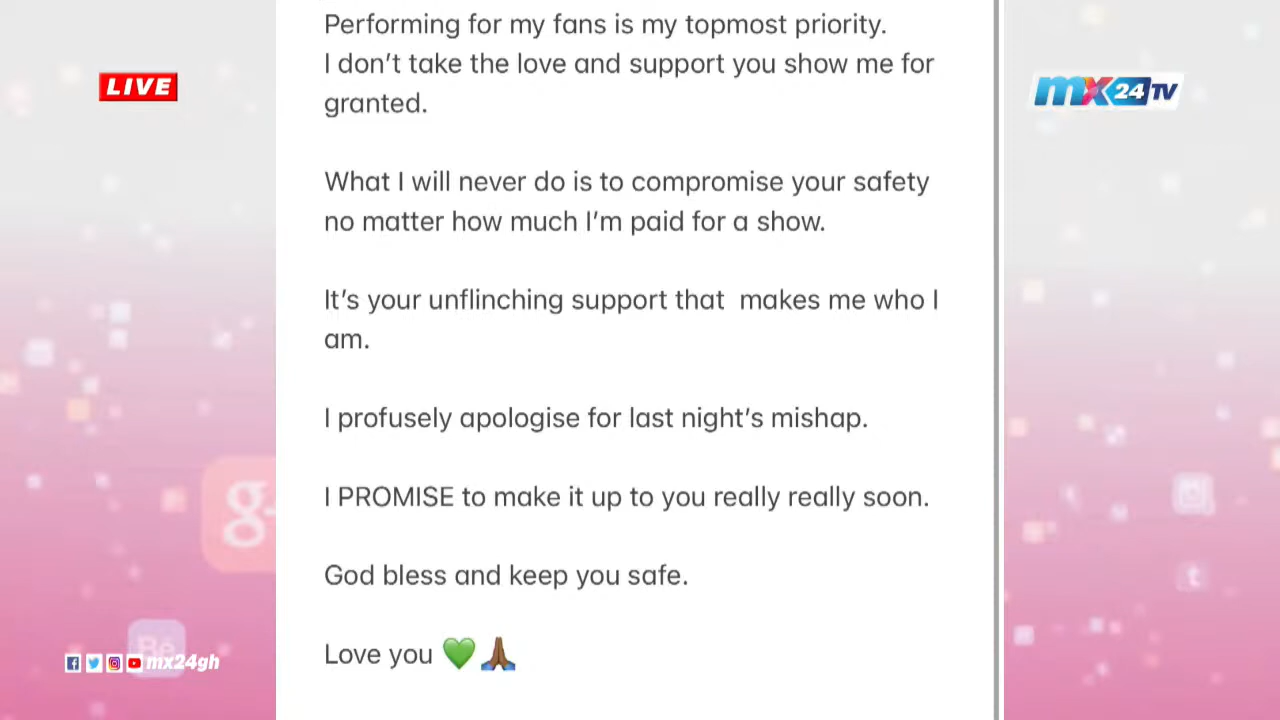 Performing for my fans is my topmost priority.
I don’t take the love and support you show me for
granted.
What I will never do is to compromise your safety
no matter how much I’m paid for a show.
It’s your unflinching support that  makes me who I
am.
I profusely apologise for last night’s mishap.
I PROMISE to make it up to you really really soon.
God bless and keep you safe.
Love you 💚🙏🏾
LIVE
mx24TV
g+
Bē
t
t
mx24gh